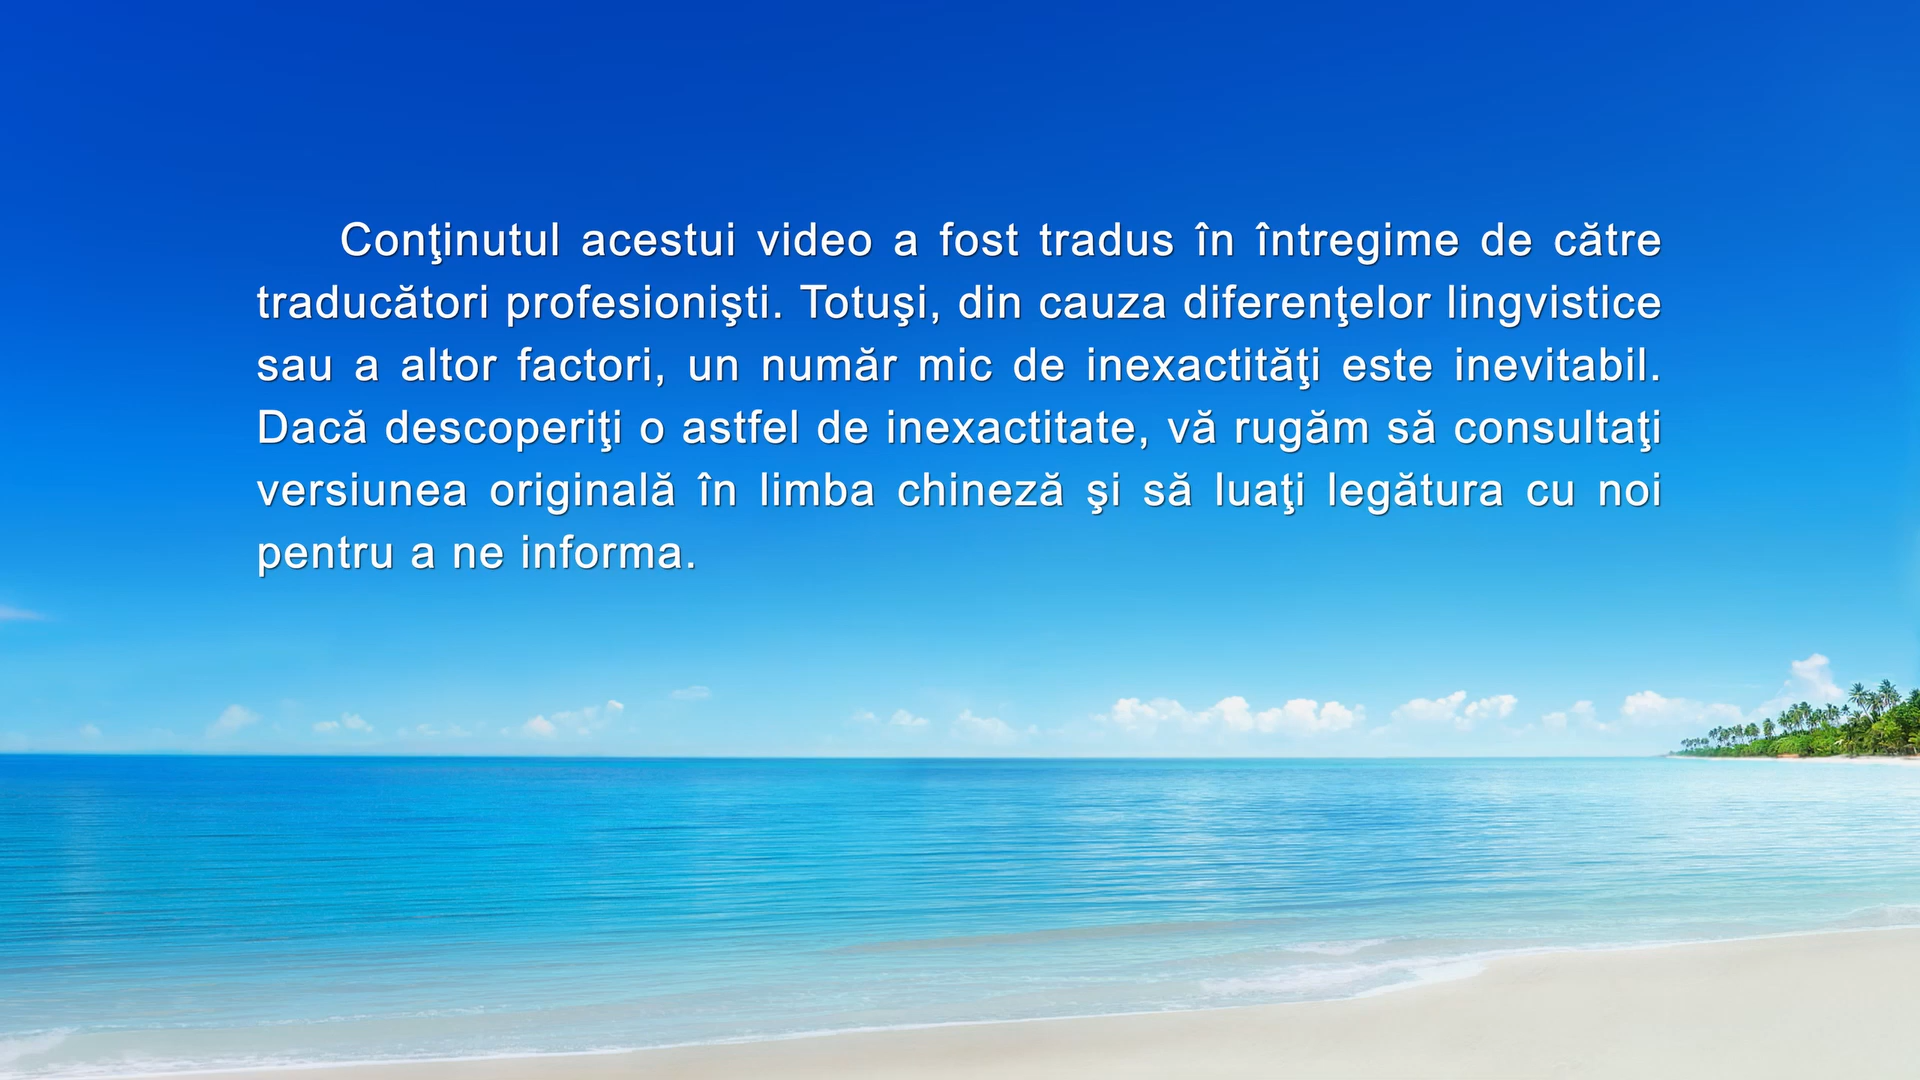 Conţinutul acestui video a fost tradus în întregime de către
traducători profesionişti. Totuşi, din cauza diferenţelor lingvistice
sau a altor factori, un număr mic de inexactităţi este inevitabil.
Dacă descoperiţi o astfel de inexactitate, vă rugăm să consultaţi
versiunea originală în limba chineză şi să luaţi legătura cu noi
pentru a ne informa.